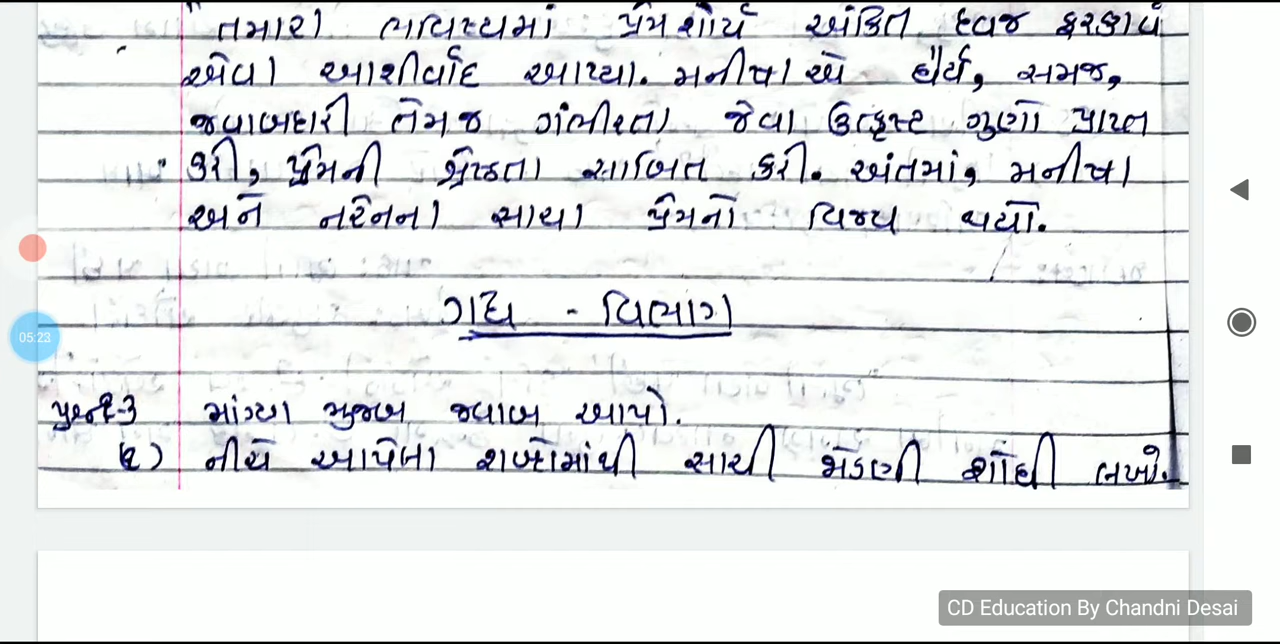 તમારા ભવિષ્યમાં પ્રેમશૌર્ય અંકિત ધ્વજ ફરકાવે
એવા આશીર્વાદ આપ્યા. મનીષાએ ધૈર્ય, સમજ,
જવાબદારી તેમજ ગંભીરતા જેવા ઉત્કૃષ્ટ ગુણો પ્રાપ્ત
કરી, પ્રેમની શ્રેષ્ઠતા સાબિત કરી. અંતમાં, મનીષા
અને નરેનના સાચા પ્રેમનો વિજય થયો.
ગદ્ય - વિભાગ
પ્રશ્ન-3 માંગ્યા મુજબ જવાબ આપો.
નીચે આપેલા શબ્દોમાંથી સાચી જોડણી શોધી લખો.
05:23
CD Education By Chandni Desai